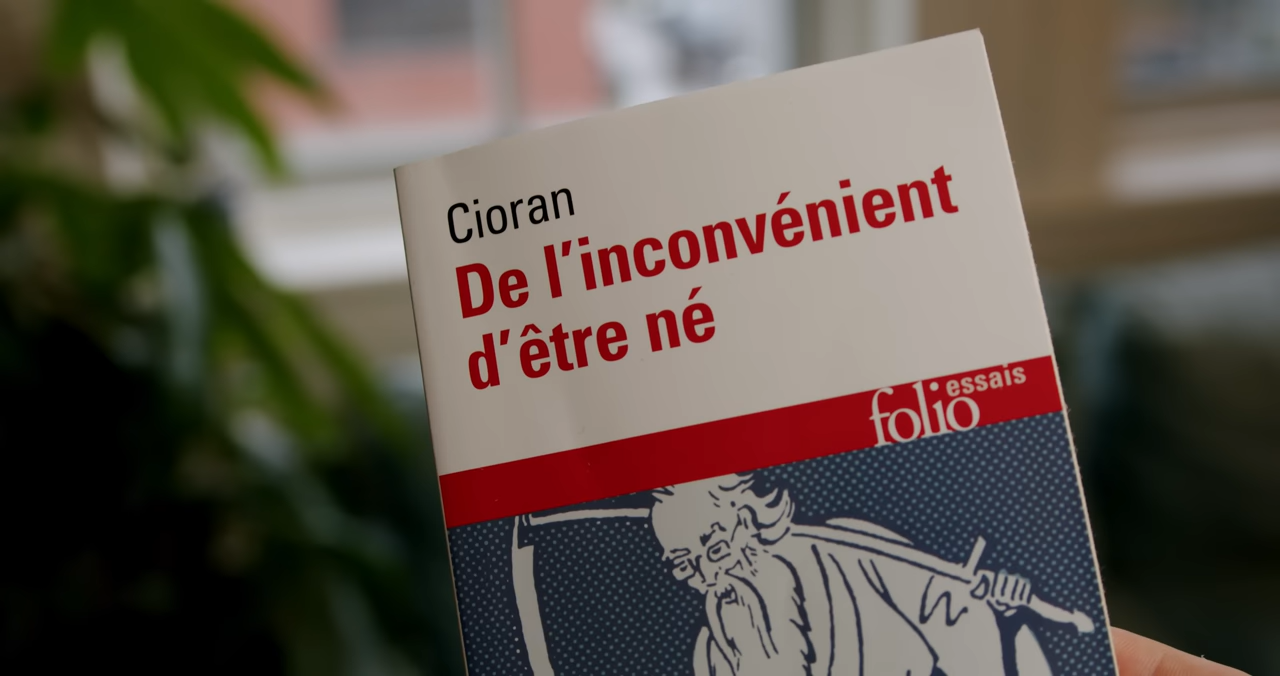 Cioran
De l'inconvénient
d'être né
folio essais